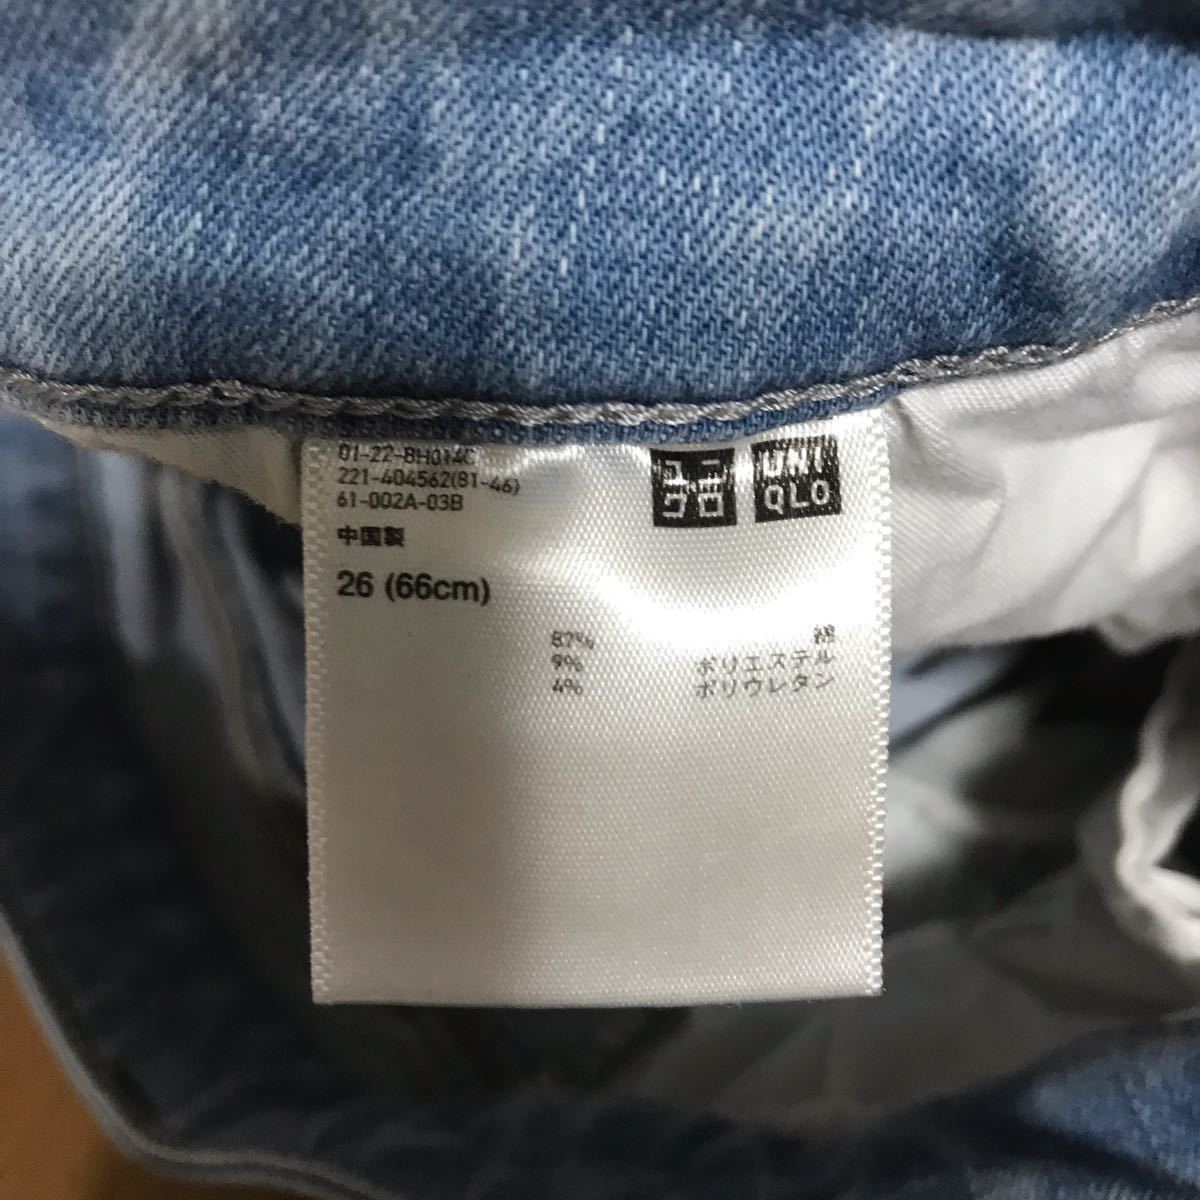 01-22-8H014C
221-404562(81-46)
61-002A-03B
中国製
26 (66cm)
ユニ
クロ
UNI
QLO
87% 綿
9% ポリエステル
4% ポリウレタン